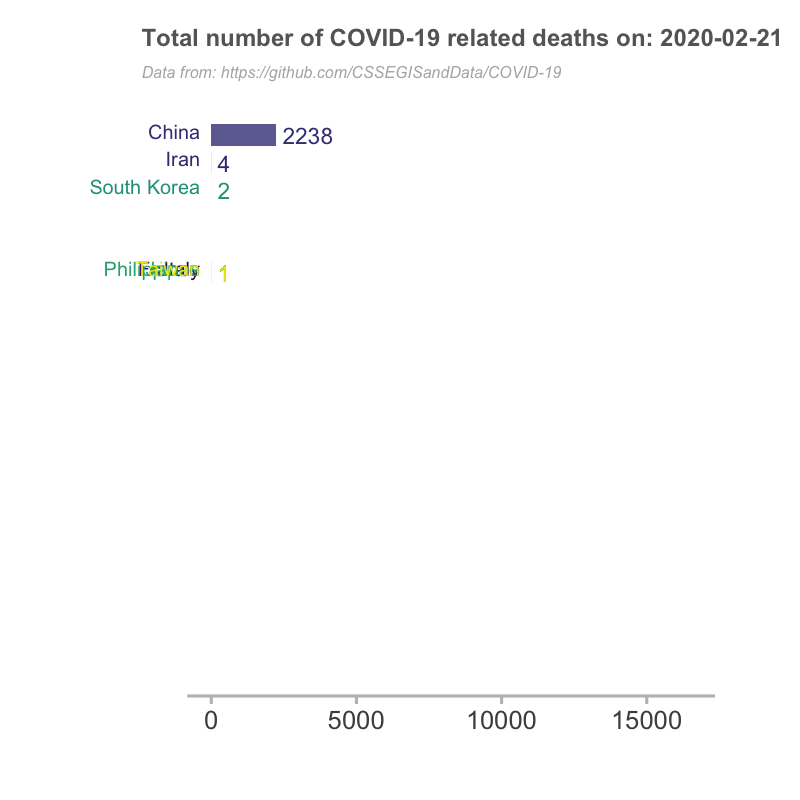 Total number of COVID-19 related deaths on: 2020-02-21
Data from: https://github.com/CSSEGISandData/COVID-19
China 2238
Iran 4
South Korea 2
Taiwan 1
0 5000 10000 15000